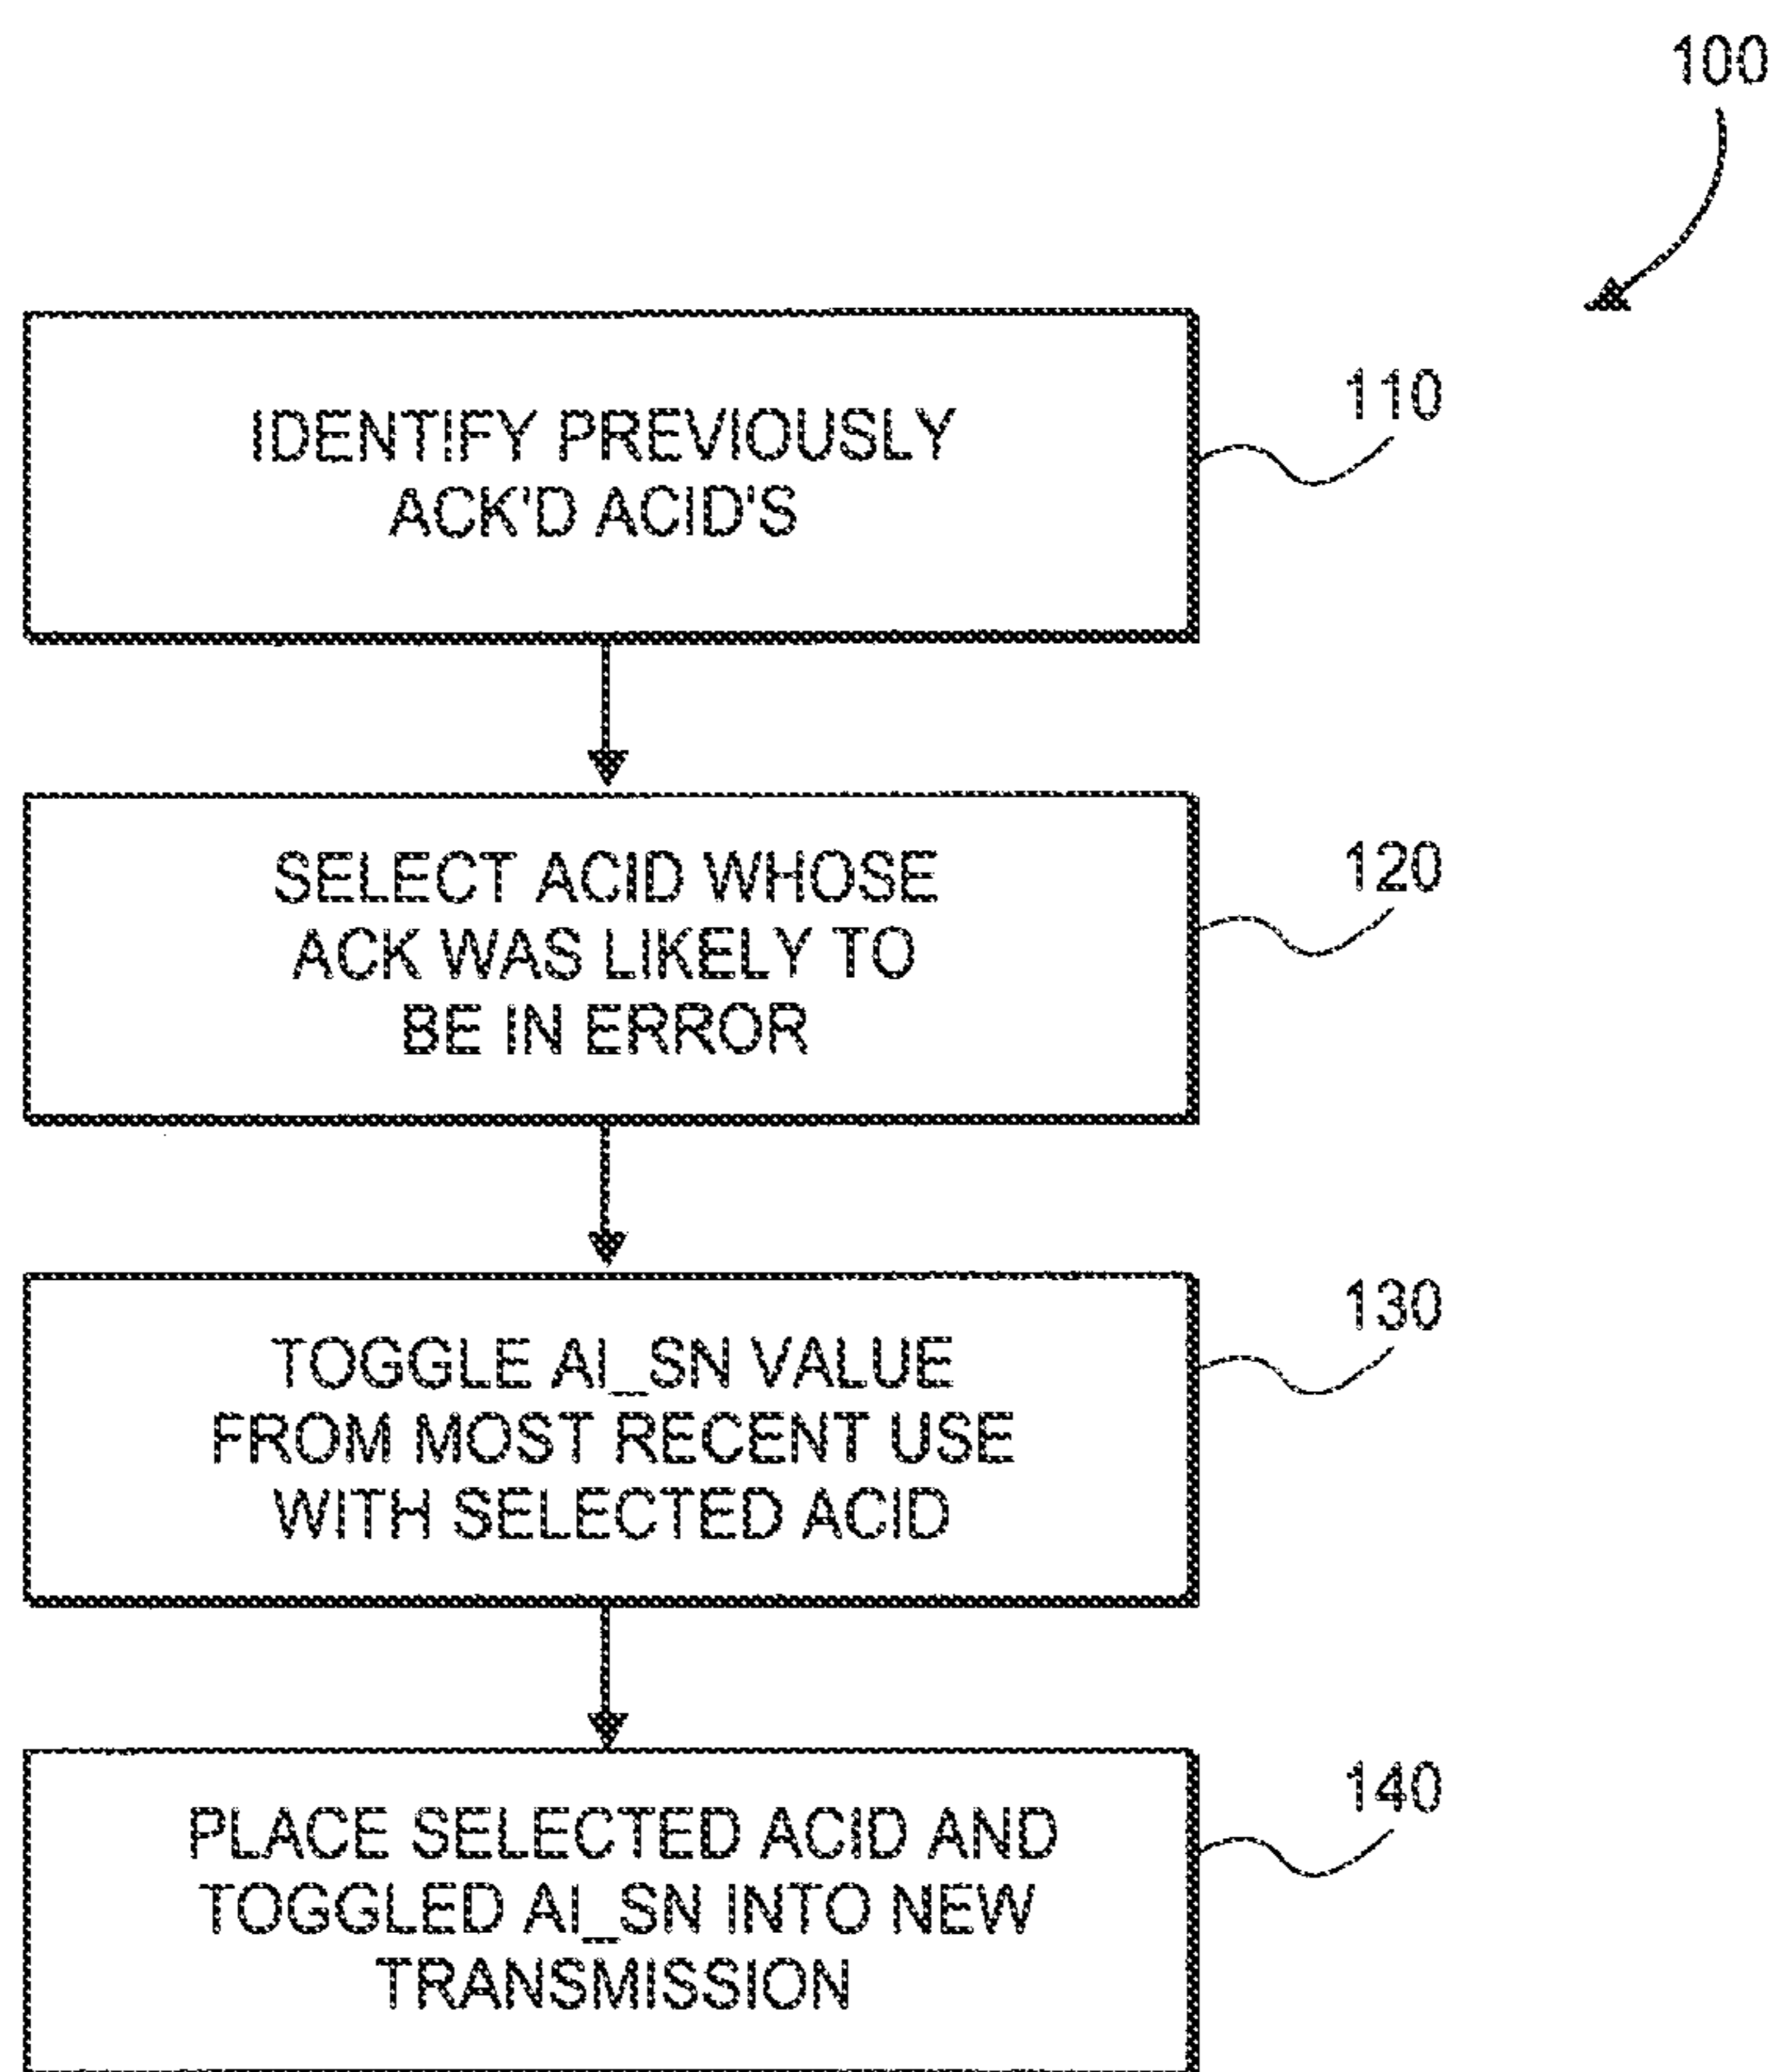 100
IDENTIFY PREVIOUSLY
ACK'D ACID'S
110
SELECT ACID WHOSE
ACK WAS LIKELY TO
BE IN ERROR
120
TOGGLE AI_SN VALUE
FROM MOST RECENT USE
WITH SELECTED ACID
130
PLACE SELECTED ACID AND
TOGGLED AI_SN INTO NEW
TRANSMISSION
140